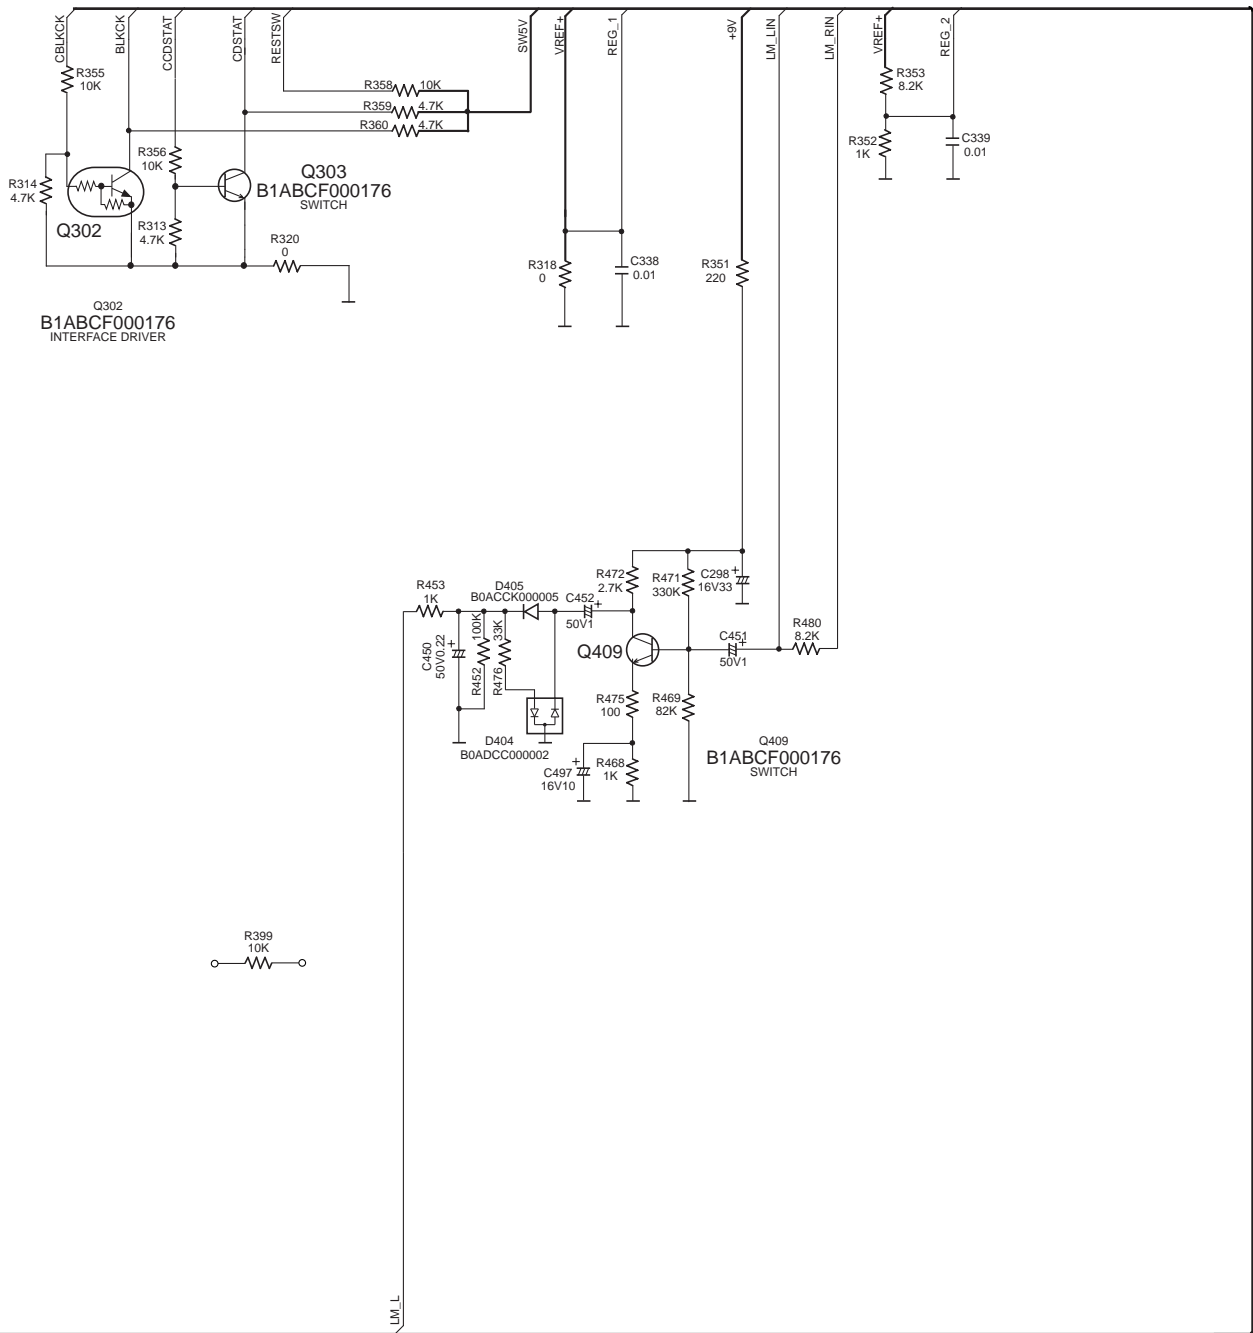 CBLKCK
BLKCK
CCDSTAT
CDSTAT
RESTSW
SW5V
VREF+
REG_1
+9V
LM_LIN
LM_RIN
VREF+
REG_2
R355
10K
R358
10K
R359
4.7K
R360
4.7K
R353
8.2K
R352
1K
C339
0.01
R356
10K
R314
4.7K
Q303
B1ABCF000176
SWITCH
Q302
R313
4.7K
R320
0
R318
0
C338
0.01
R351
220
Q302
B1ABCF000176
INTERFACE DRIVER
R453
1K
D405
B0ACCK000005
C452
+
50V1
R472
2.7K
R471
330K
C298
+
16V33
C450
50V0.22
+
100K
R452
33K
R476
Q409
C451
+
50V1
R480
8.2K
R475
100
R469
82K
D404
B0ADCC000002
Q409
B1ABCF000176
SWITCH
C497
+
16V10
R468
1K
R399
10K
LM_L